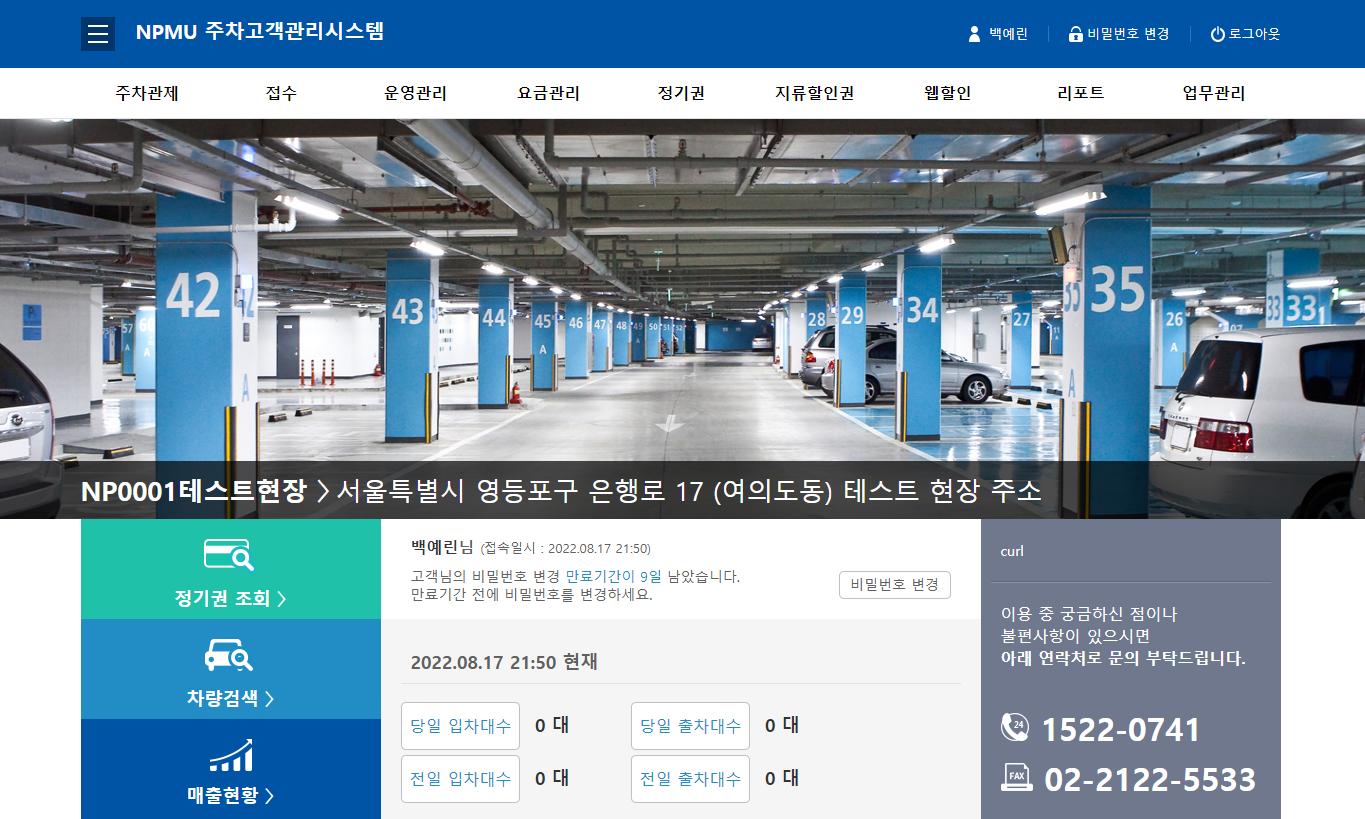 NPMU 주차고객관리시스템
백예린 비밀번호 변경 로그아웃
주차관제 접수 운영관리 요금관리 정기권 지류할인권 웹할인 리포트 업무관리
42 43 44 45 46 47 48 49 50 51 52 28 29 34 27 35 26 33
57 60
A A A A A A
NP0001테스트현장 > 서울특별시 영등포구 은행로 17 (여의도동) 테스트 현장 주소
정기권 조회 >
차량검색 >
매출현황 >
백예린님 (접속일시 : 2022.08.17 21:50)
고객님의 비밀번호 변경 만료기간이 9일 남았습니다.
만료기간 전에 비밀번호를 변경하세요.
비밀번호 변경
2022.08.17 21:50 현재
당일 입차대수 0 대 당일 출차대수 0 대
전일 입차대수 0 대 전일 출차대수 0 대
curl
이용 중 궁금하신 점이나
불편사항이 있으시면
아래 연락처로 문의 부탁드립니다.
24 1522-0741
FAX 02-2122-5533